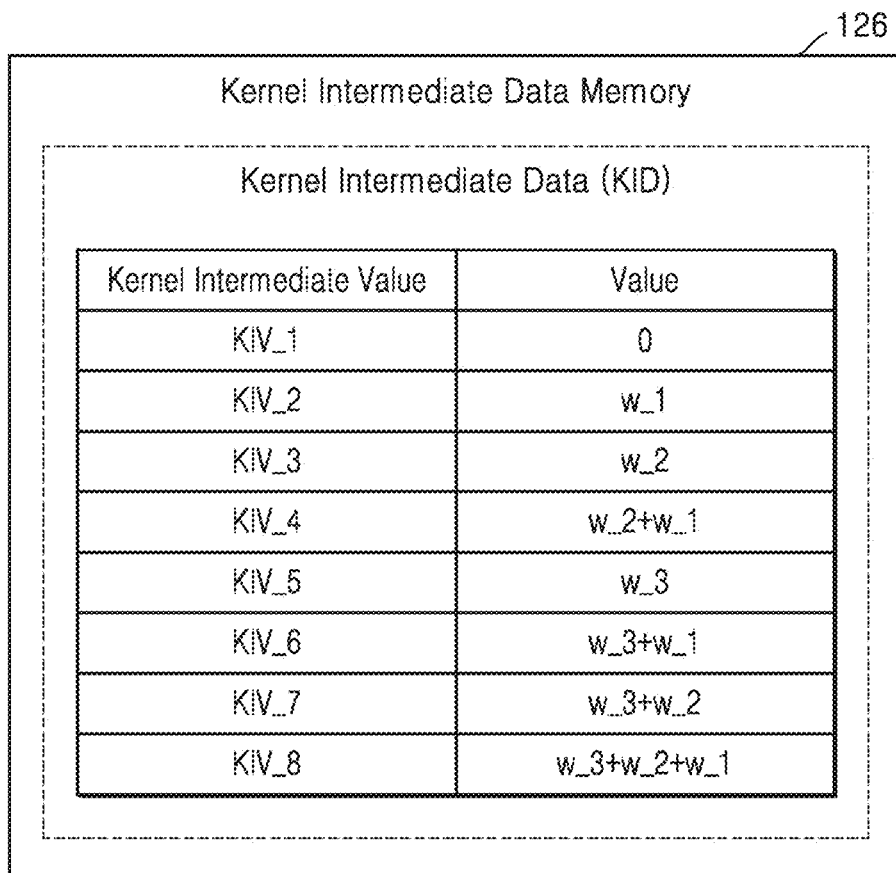 126
Kernel Intermediate Data Memory
Kernel Intermediate Data (KID)
Kernel Intermediate Value Value
KIV_1 0
KIV_2 w_1
KIV_3 w_2
KIV_4 w_2+w_1
KIV_5 w_3
KIV_6 w_3+w_1
KIV_7 w_3+w_2
KIV_8 w_3+w_2+w_1